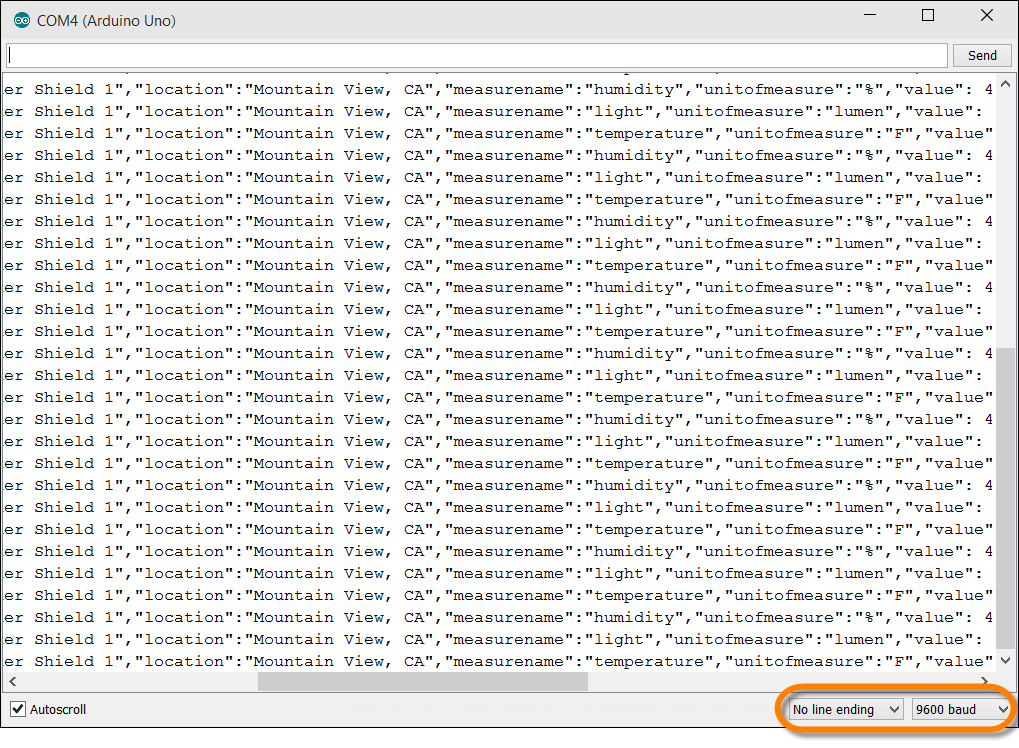 COM4 (Arduino Uno)
Send
er Shield 1","location":"Mountain View, CA","measurename":"humidity","unitofmeasure":"%","value": 4
er Shield 1","location":"Mountain View, CA","measurename":"light","unitofmeasure":"lumen","value":
er Shield 1","location":"Mountain View, CA","measurename":"temperature","unitofmeasure":"F","value"
er Shield 1","location":"Mountain View, CA","measurename":"humidity","unitofmeasure":"%","value": 4
er Shield 1","location":"Mountain View, CA","measurename":"light","unitofmeasure":"lumen","value":
er Shield 1","location":"Mountain View, CA","measurename":"temperature","unitofmeasure":"F","value"
er Shield 1","location":"Mountain View, CA","measurename":"humidity","unitofmeasure":"%","value": 4
er Shield 1","location":"Mountain View, CA","measurename":"light","unitofmeasure":"lumen","value":
er Shield 1","location":"Mountain View, CA","measurename":"temperature","unitofmeasure":"F","value"
er Shield 1","location":"Mountain View, CA","measurename":"humidity","unitofmeasure":"%","value": 4
er Shield 1","location":"Mountain View, CA","measurename":"light","unitofmeasure":"lumen","value":
er Shield 1","location":"Mountain View, CA","measurename":"temperature","unitofmeasure":"F","value"
er Shield 1","location":"Mountain View, CA","measurename":"humidity","unitofmeasure":"%","value": 4
er Shield 1","location":"Mountain View, CA","measurename":"light","unitofmeasure":"lumen","value":
er Shield 1","location":"Mountain View, CA","measurename":"temperature","unitofmeasure":"F","value"
er Shield 1","location":"Mountain View, CA","measurename":"humidity","unitofmeasure":"%","value": 4
er Shield 1","location":"Mountain View, CA","measurename":"light","unitofmeasure":"lumen","value":
er Shield 1","location":"Mountain View, CA","measurename":"temperature","unitofmeasure":"F","value"
er Shield 1","location":"Mountain View, CA","measurename":"humidity","unitofmeasure":"%","value": 4
er Shield 1","location":"Mountain View, CA","measurename":"light","unitofmeasure":"lumen","value":
er Shield 1","location":"Mountain View, CA","measurename":"temperature","unitofmeasure":"F","value"
er Shield 1","location":"Mountain View, CA","measurename":"humidity","unitofmeasure":"%","value": 4
er Shield 1","location":"Mountain View, CA","measurename":"light","unitofmeasure":"lumen","value":
er Shield 1","location":"Mountain View, CA","measurename":"temperature","unitofmeasure":"F","value"
er Shield 1","location":"Mountain View, CA","measurename":"humidity","unitofmeasure":"%","value": 4
er Shield 1","location":"Mountain View, CA","measurename":"light","unitofmeasure":"lumen","value":
er Shield 1","location":"Mountain View, CA","measurename":"temperature","unitofmeasure":"F","value"
Autoscroll No line ending 9600 baud